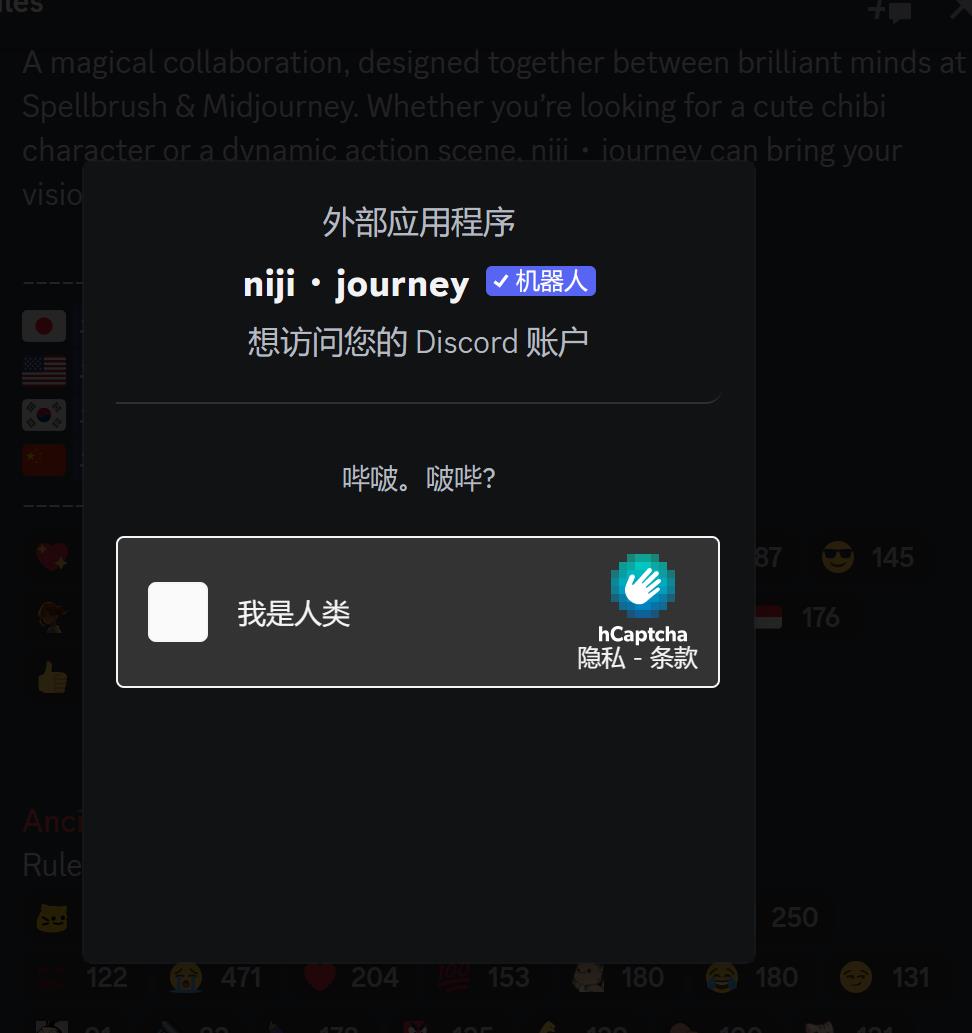 A magical collaboration, designed together between brilliant minds at
Spellbrush & Midjourney. Whether you’re looking for a cute chibi
character or a dynamic action scene, niji・journey can bring your
visio
外部应用程序
niji・journey 机器人
想访问您的 Discord 账户
哔啵。啵哔?
我是人类
hCaptcha
隐私 - 条款
87 145
176
Anci
Rule
250
122 471 204 153 180 180 131